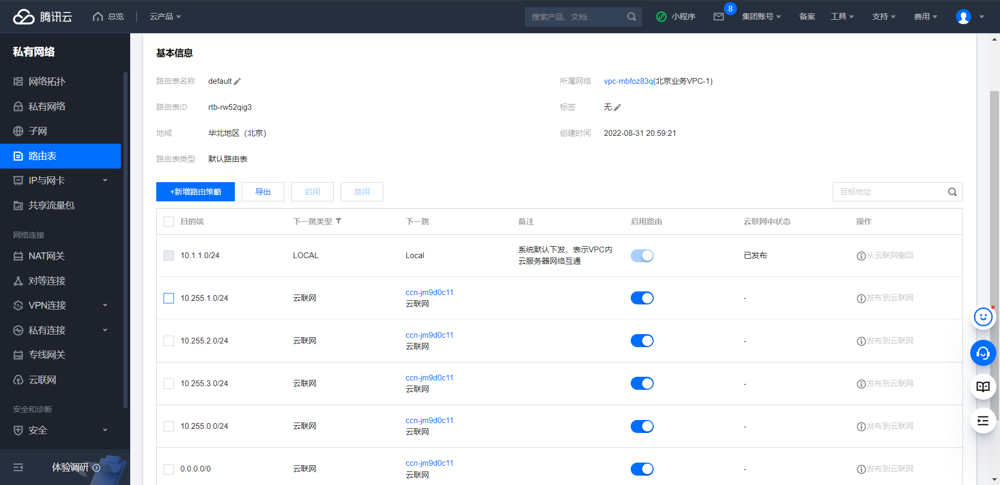 腾讯云
总览
云产品
搜索产品、文档...
小程序
8
集团账号
备案
工具
支持
费用
私有网络
网络拓扑
私有网络
子网
路由表
IP与网卡
共享流量包
网络连接
NAT网关
对等连接
VPN连接
私有连接
专线网关
云联网
安全和诊断
安全
体验调研
基本信息
路由表名称 default
所属网络 vpc-mbfoz83q(北京业务VPC-1)
路由表ID rtb-rw52qig3
标签 无
地域 华北地区（北京）
创建时间 2022-08-31 20:59:21
路由表类型 默认路由表
+新增路由策略 导出 启用 禁用
目标地址
目的端 下一跳类型 下一跳 备注 启用路由 云联网中状态 操作
10.1.1.0/24 LOCAL Local 系统默认下发，表示VPC内
云服务器网络互通
已发布 从云联网撤回
10.255.1.0/24 云联网 ccn-jm9d0c11
云联网
- 发布到云联网
10.255.2.0/24 云联网 ccn-jm9d0c11
云联网
- 发布到云联网
10.255.3.0/24 云联网 ccn-jm9d0c11
云联网
- 发布到云联网
10.255.0.0/24 云联网 ccn-jm9d0c11
云联网
- 发布到云联网
0.0.0.0/0 云联网 ccn-jm9d0c11
云联网
- 发布到云联网